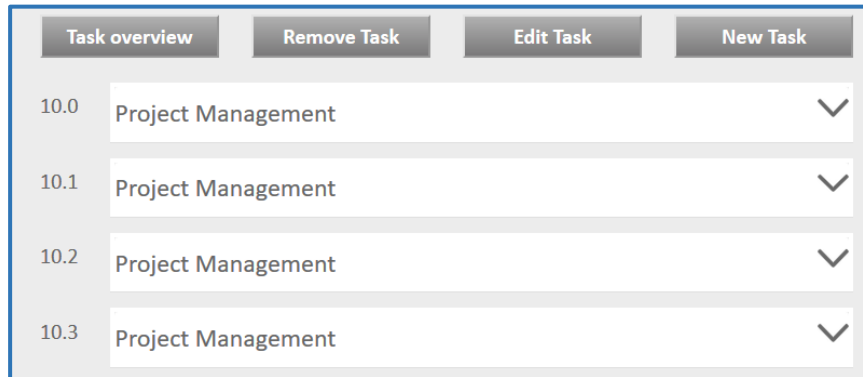 Task overview Remove Task Edit Task New Task
10.0 Project Management
10.1 Project Management
10.2 Project Management
10.3 Project Management